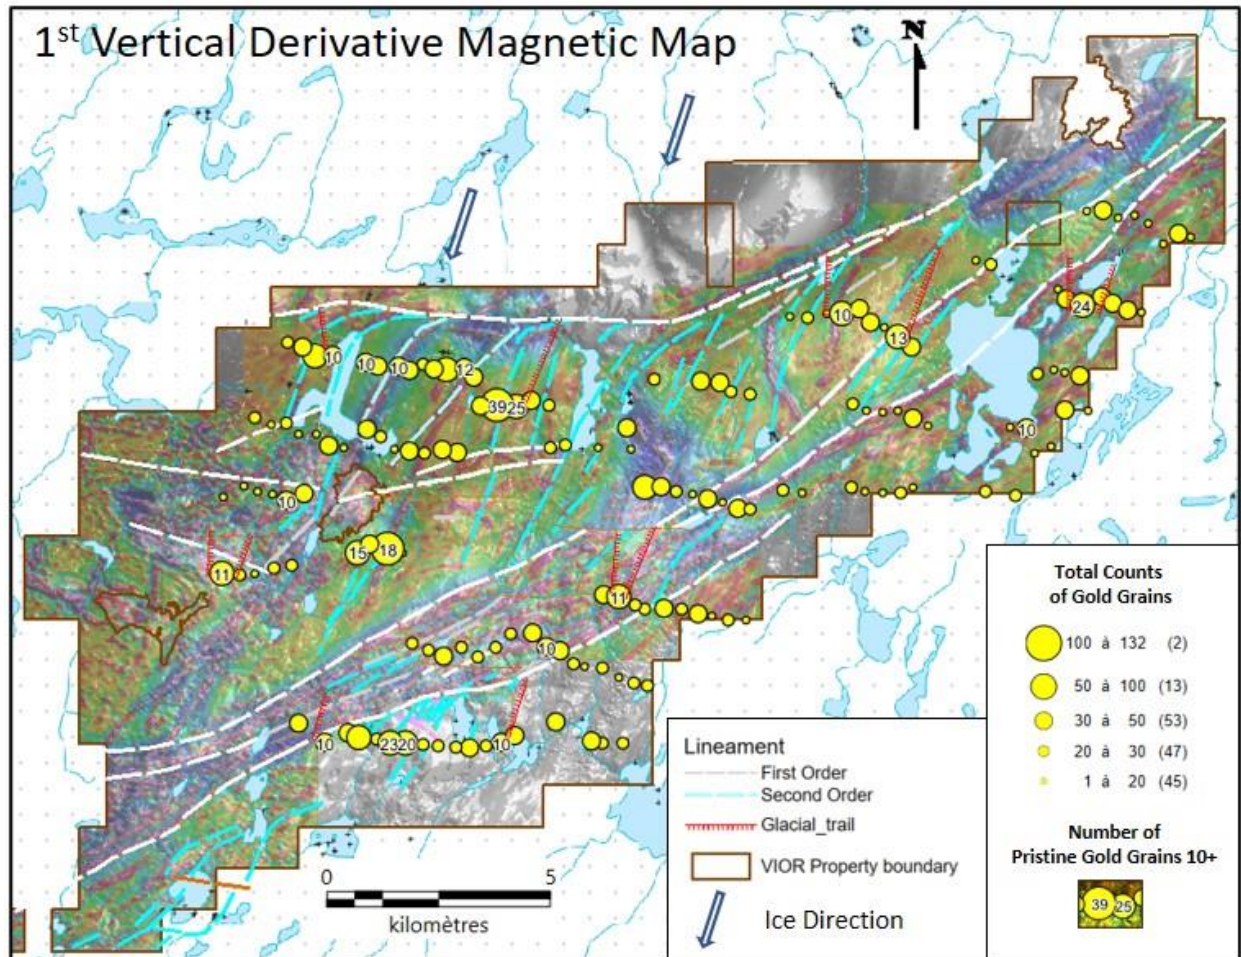 1st Vertical Derivative Magnetic Map
N
10
13
24
10
10
10
12
39
25
10
10
15
18
11
11
10
10
23
20
10
Total Counts
of Gold Grains
100 à 132 (2)
50 à 100 (13)
30 à 50 (53)
20 à 30 (47)
1 à 20 (45)
Number of
Pristine Gold Grains 10+
39 25
Lineament
First Order
Second Order
Glacial_trail
VIOR Property boundary
Ice Direction
0 5
kilomètres